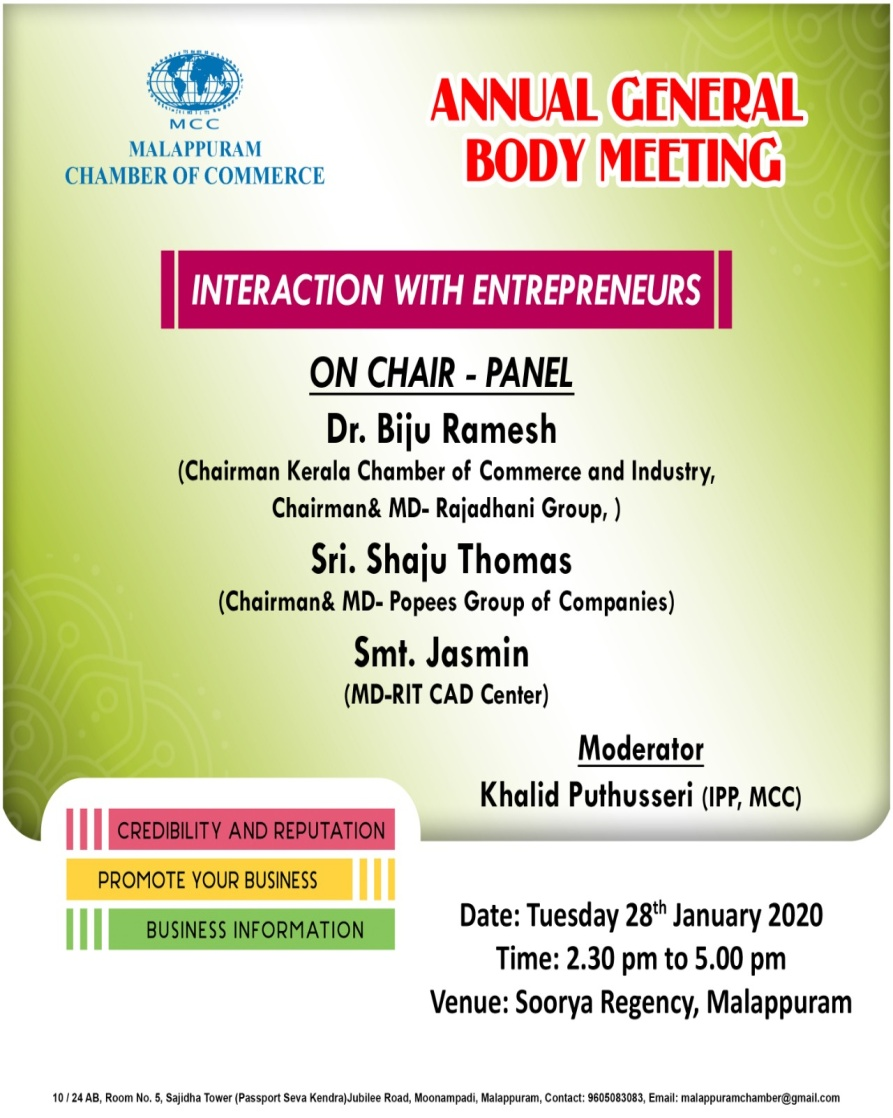 MCC
MALAPPURAM
CHAMBER OF COMMERCE
ANNUAL GENERAL
BODY MEETING
INTERACTION WITH ENTREPRENEURS
ON CHAIR - PANEL
Dr. Biju Ramesh
(Chairman Kerala Chamber of Commerce and Industry,
Chairman& MD- Rajadhani Group, )
Sri. Shaju Thomas
(Chairman& MD- Popees Group of Companies)
Smt. Jasmin
(MD-RIT CAD Center)
Moderator
Khalid Puthusseri (IPP, MCC)
CREDIBILITY AND REPUTATION
PROMOTE YOUR BUSINESS
BUSINESS INFORMATION
Date: Tuesday 28th January 2020
Time: 2.30 pm to 5.00 pm
Venue: Soorya Regency, Malappuram
10 / 24 AB, Room No. 5, Sajidha Tower (Passport Seva Kendra)Jubilee Road, Moonampadi, Malappuram, Contact: 9605083083, Email: malappuramchamber@gmail.com